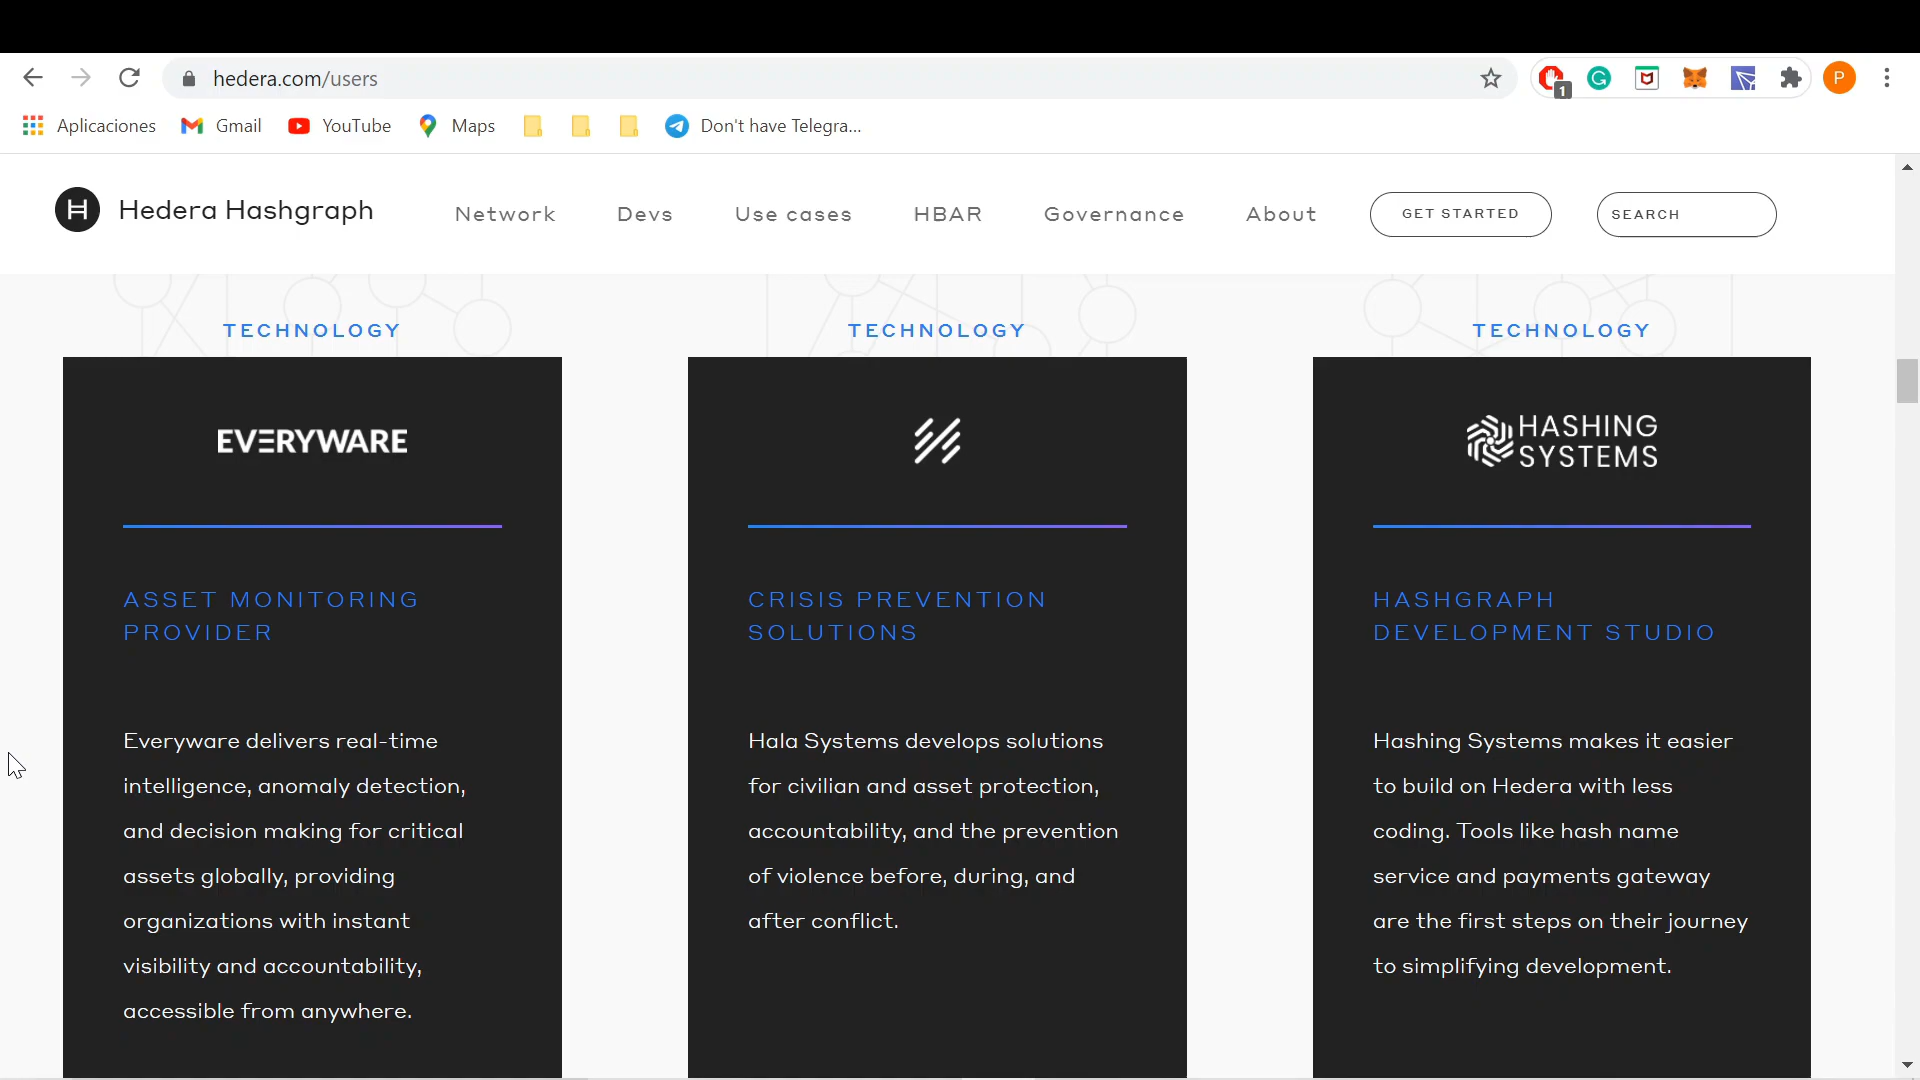 hedera.com/users
1
P
Aplicaciones
Gmail
YouTube
Maps
Don't have Telegra...
H
Hedera Hashgraph
Network
Devs
Use cases
HBAR
Governance
About
GET STARTED
SEARCH
TECHNOLOGY
EVERYWARE
ASSET MONITORING
PROVIDER
Everyware delivers real-time
intelligence, anomaly detection,
and decision making for critical
assets globally, providing
organizations with instant
visibility and accountability,
accessible from anywhere.
TECHNOLOGY
CRISIS PREVENTION
SOLUTIONS
Hala Systems develops solutions
for civilian and asset protection,
accountability, and the prevention
of violence before, during, and
after conflict.
TECHNOLOGY
HASHING
SYSTEMS
HASHGRAPH
DEVELOPMENT STUDIO
Hashing Systems makes it easier
to build on Hedera with less
coding. Tools like hash name
service and payments gateway
are the first steps on their journey
to simplifying development.